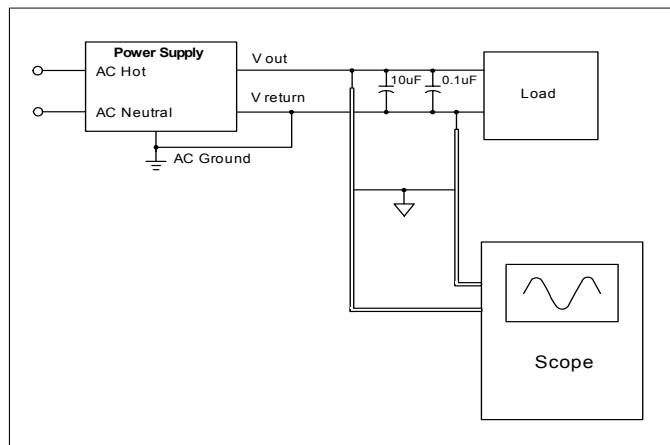 Power Supply
AC Hot
AC Neutral
V out
V return
AC Ground
10uF
0.1uF
Load
Scope